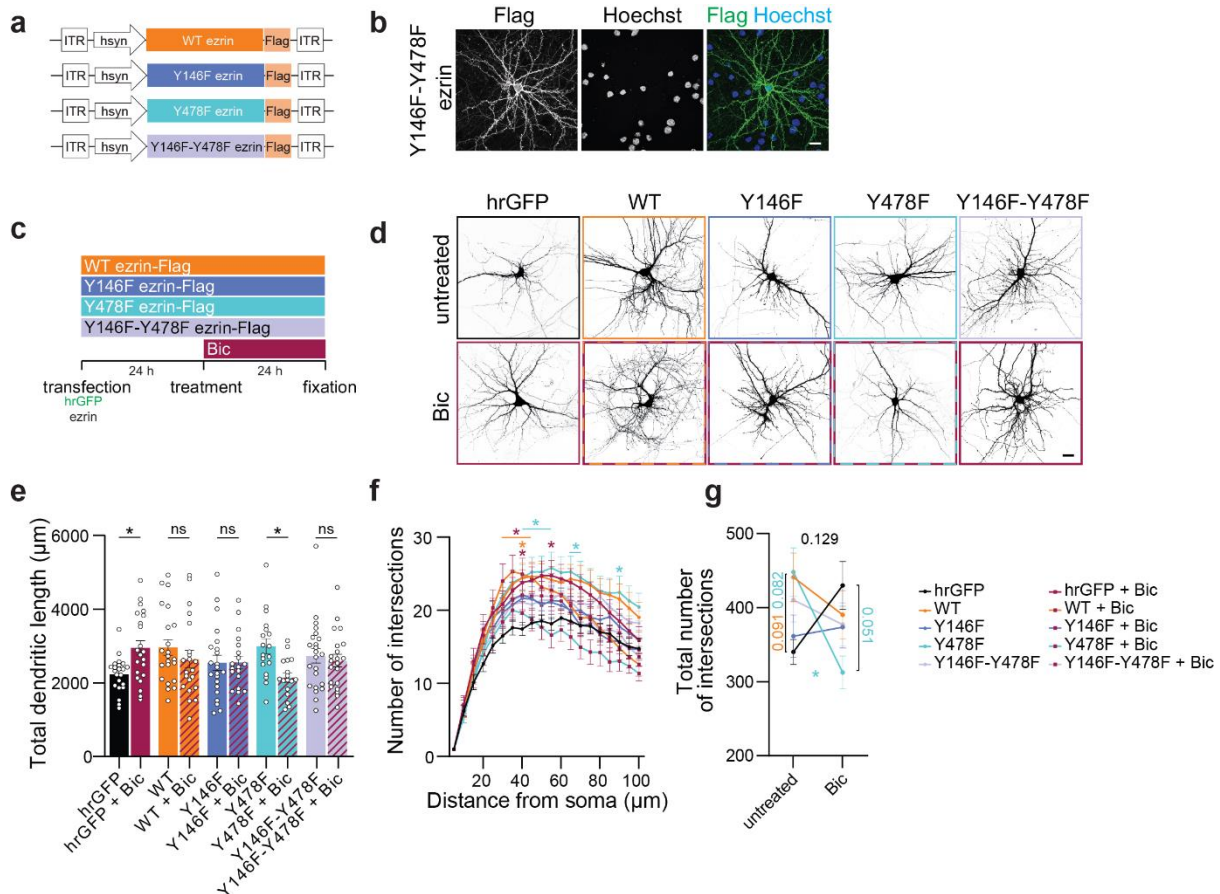 a
ITR hsyn WT ezrin Flag ITR
ITR hsyn Y146F ezrin Flag ITR
ITR hsyn Y478F ezrin Flag ITR
ITR hsyn Y146F-Y478F ezrin Flag ITR
b
Flag Hoechst Flag Hoechst
Y146F-Y478F
ezrin
c
WT ezrin-Flag
Y146F ezrin-Flag
Y478F ezrin-Flag
Y146F-Y478F ezrin-Flag
Bic
24 h 24 h
transfection treatment fixation
hrGFP
ezrin
d
hrGFP WT Y146F Y478F Y146F-Y478F
untreated
Bic
e
Total dendritic length (µm)
6000
4000
2000
0
* ns ns * ns
hrGFP
hrGFP + Bic
WT
WT + Bic
Y146F
Y146F + Bic
Y478F
Y478F + Bic
Y146F-Y478F
Y146F-Y478F + Bic
f
Number of intersections
30
20
10
0
* *
* * *
* *
20 40 60 80 100
Distance from soma (µm)
g
Total number
of intersections
500
400
300
200
0.129
0.091 0.082
0.051
*
untreated
Bic
hrGFP
WT
Y146F
Y478F
Y146F-Y478F
hrGFP + Bic
WT + Bic
Y146F + Bic
Y478F + Bic
Y146F-Y478F + Bic